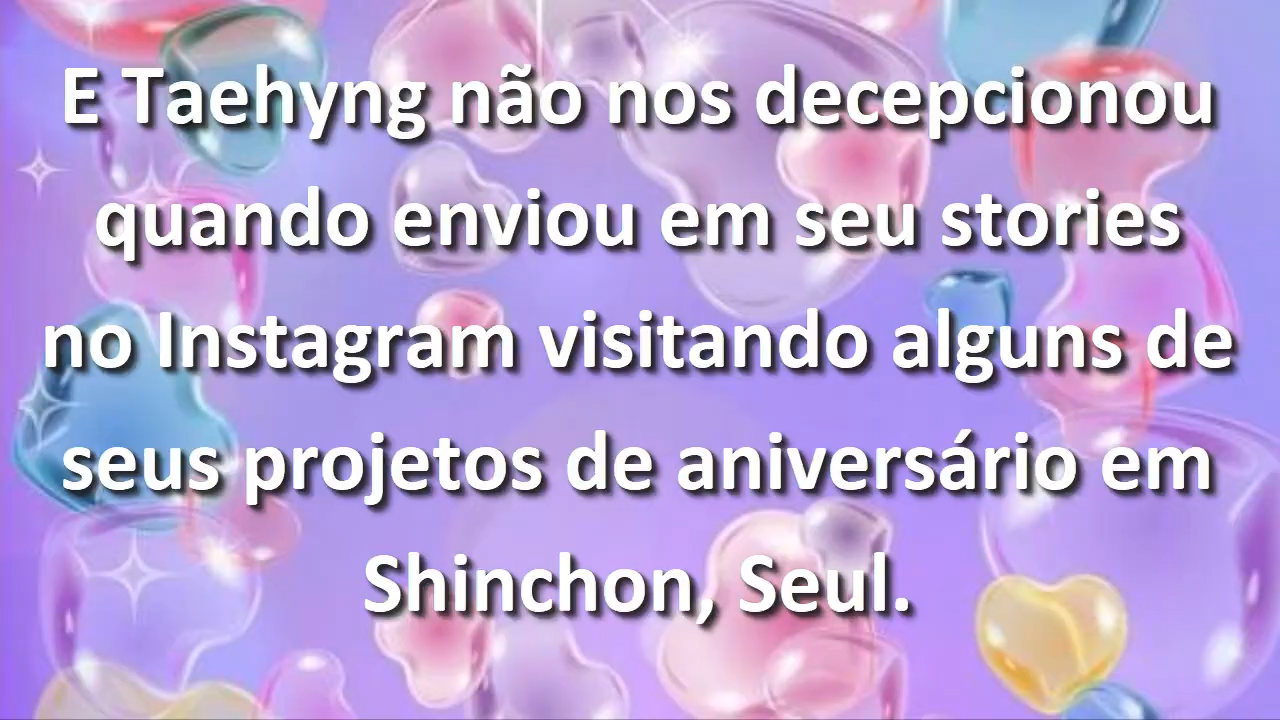 E Taehyng não nos decepcionou
quando enviou em seu stories
no Instagram visitando alguns de
seus projetos de aniversário em
Shinchon, Seul.